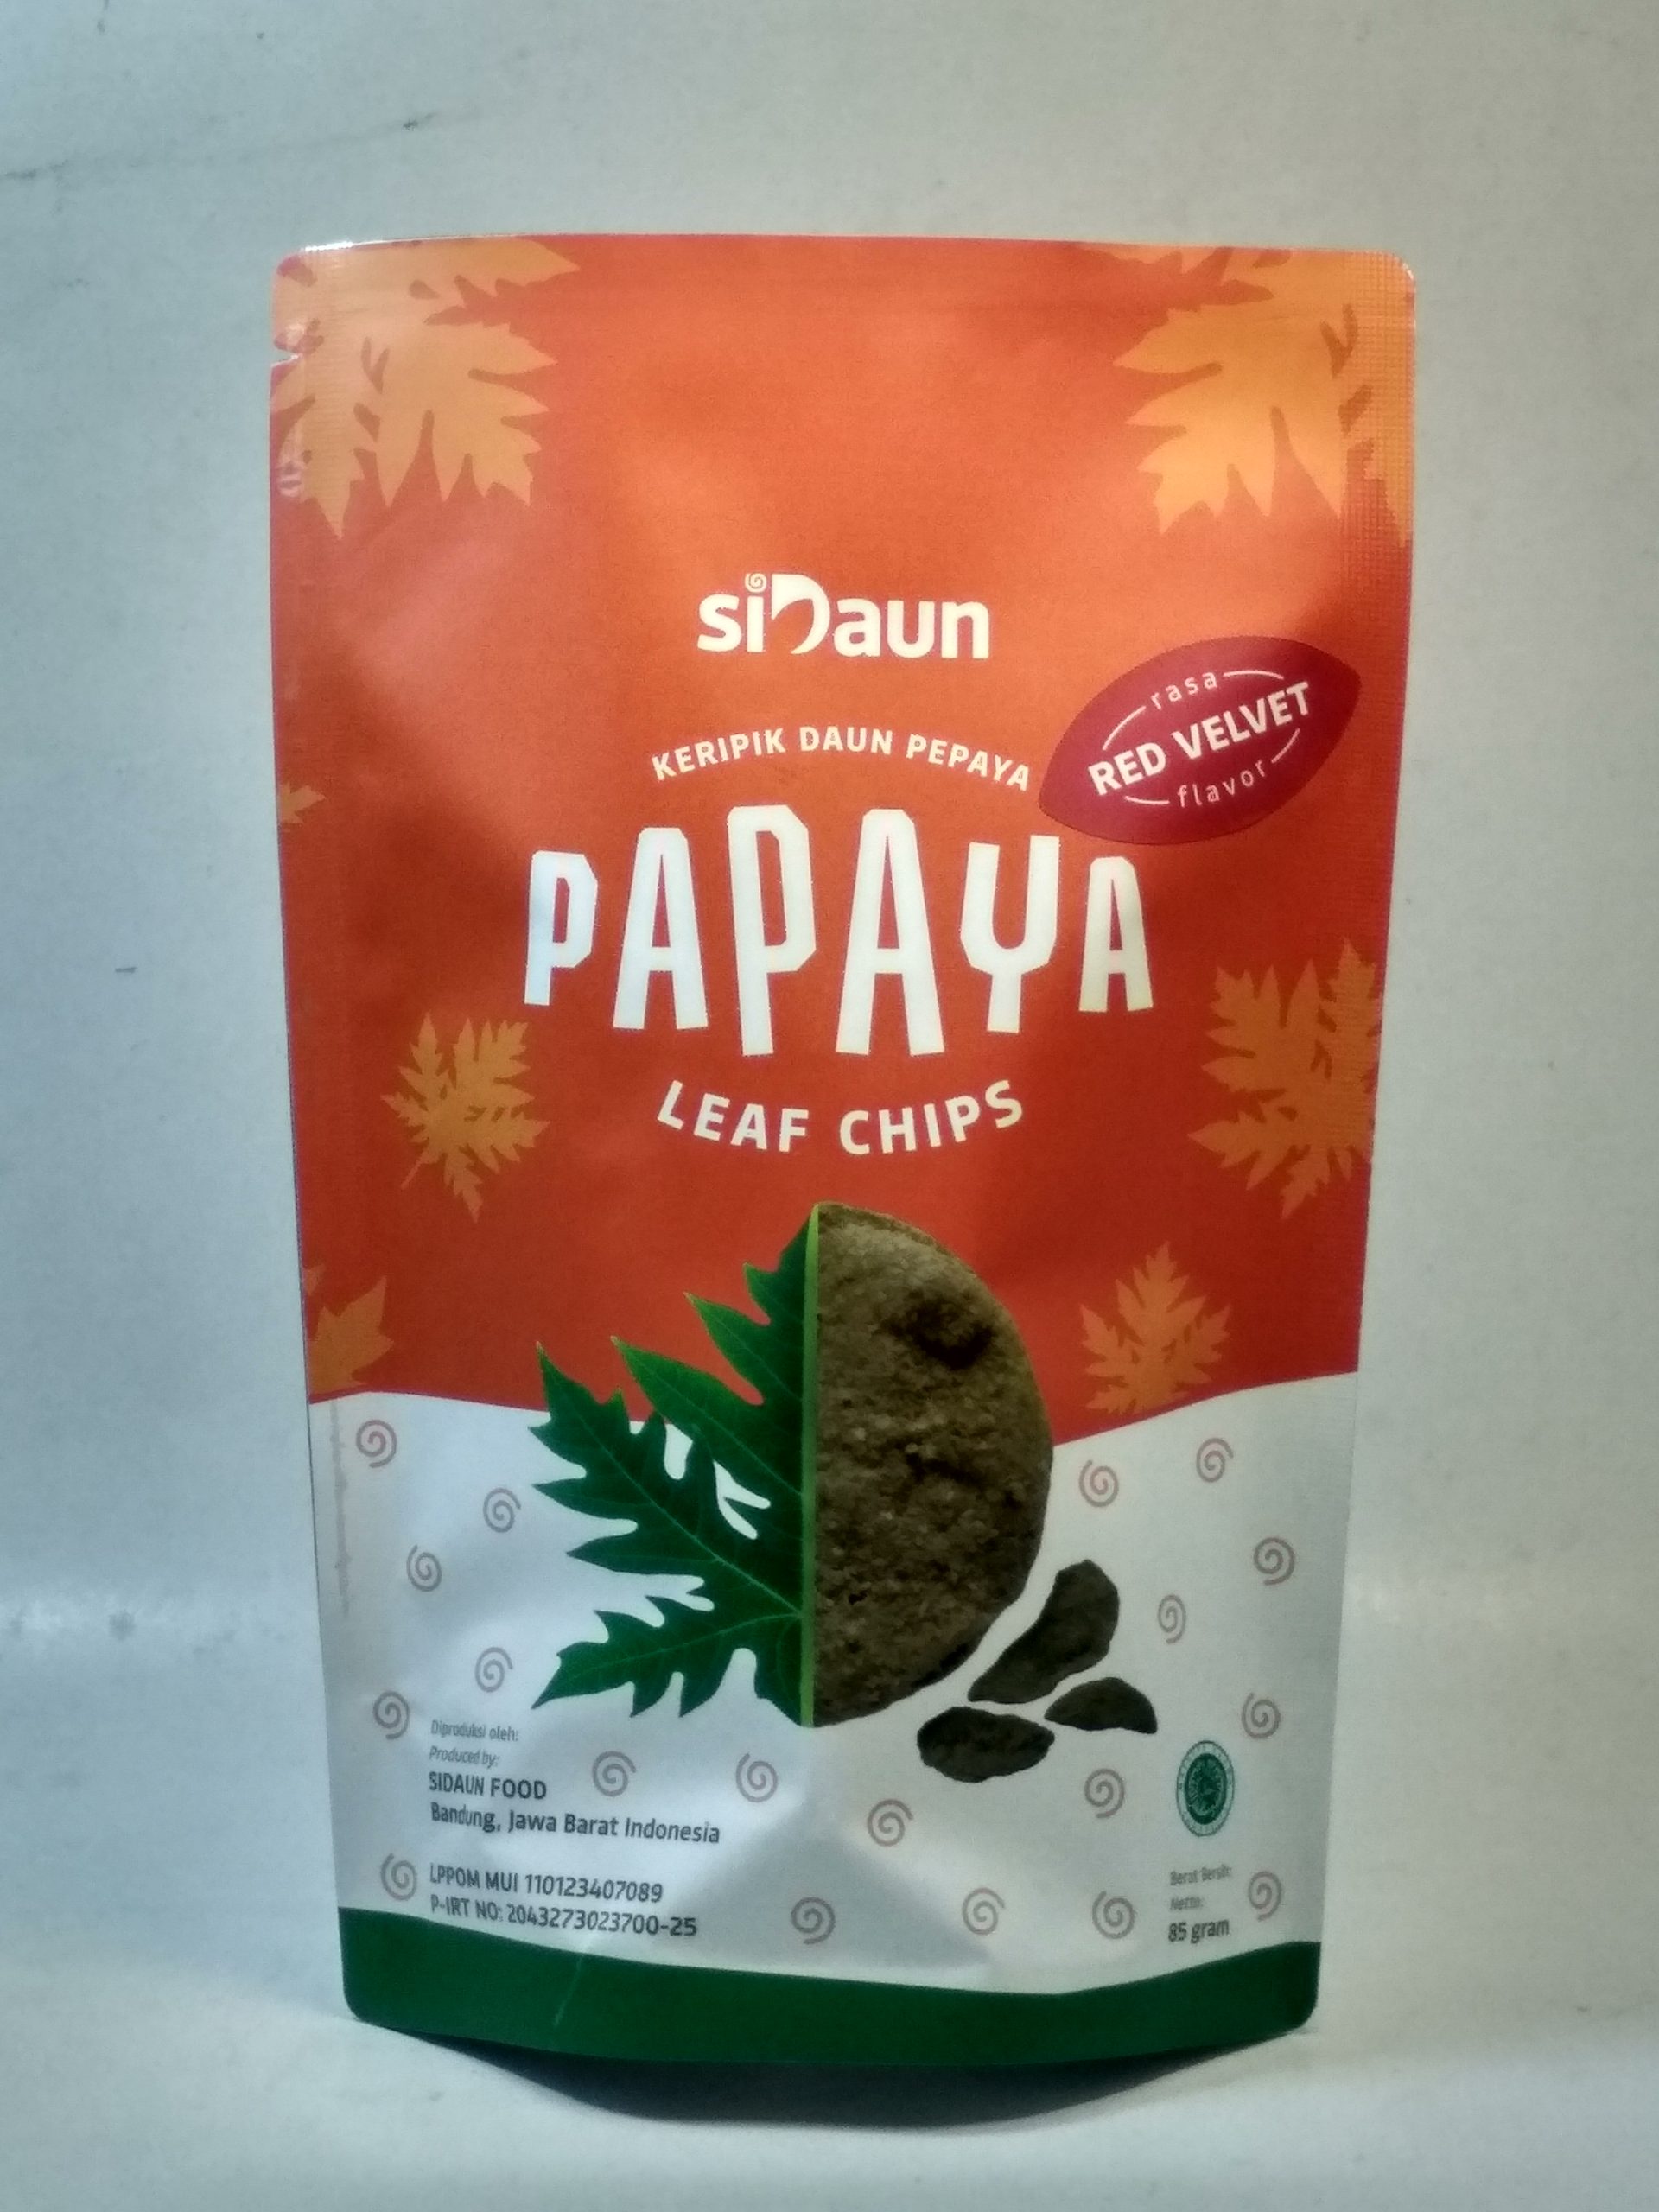 siDaun
KERIPIK DAUN PEPAYA
rasa
RED VELVET
flavor
PAPAYA
LEAF CHIPS
Diproduksi oleh:
Produced by:
SIDAUN FOOD
Bandung, Jawa Barat Indonesia
LPPOM MUI 110123407089
P-IRT NO: 2043273023700-25
Berat Bersih:
Netto:
85 gram